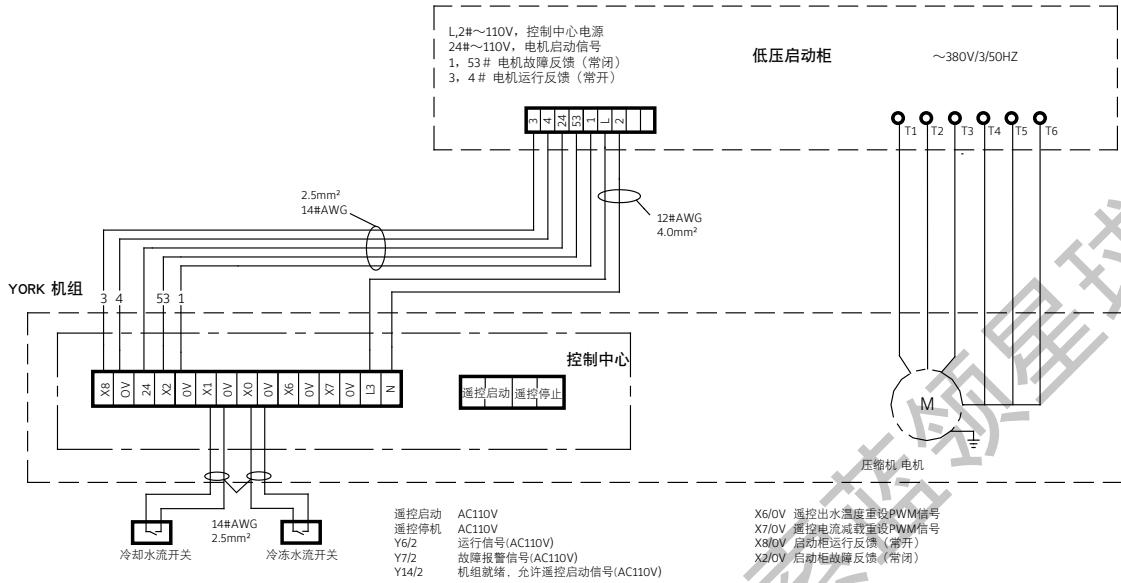 L,2#～110V，控制中心电源
24#～110V，电机启动信号
1，53＃ 电机故障反馈（常闭）
3，4＃ 电机运行反馈（常开）
低压启动柜
～380V/3/50HZ
3 4 24 53 1 L 2
T1 T2 T3 T4 T5 T6
2.5mm²
14#AWG
12#AWG
4.0mm²
YORK 机组
3 4 53 1
控制中心
X8 OV 24 X2 0V X1 0V X0 0V X6 0V X7 0V L3 N
遥控启动 遥控停止
M
压缩机 电机
14#AWG
2.5mm²
冷却水流开关
冷冻水流开关
遥控启动 AC110V
遥控停机 AC110V
Y6/2 运行信号(AC110V)
Y7/2 故障报警信号(AC110V)
Y14/2 机组就绪，允许遥控启动信号(AC110V)
X6/0V 遥控出水温度重设PWM信号
X7/0V 遥控电流减载重设PWM信号
X8/0V 启动柜运行反馈（常开）
X2/0V 启动柜故障反馈（常闭）
蓝领星球